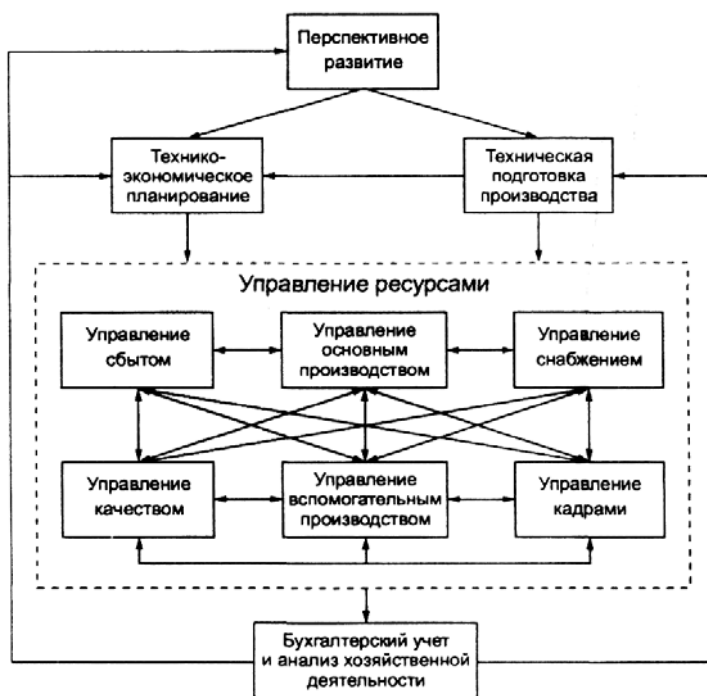 Перспективное
развитие
Технико-
экономическое
планирование
Техническая
подготовка
производства
Управление ресурсами
Управление
сбытом
Управление
основным
производством
Управление
снабжением
Управление
качеством
Управление
вспомогательным
производством
Управление
кадрами
Бухгалтерский учет
и анализ хозяйственной
деятельности